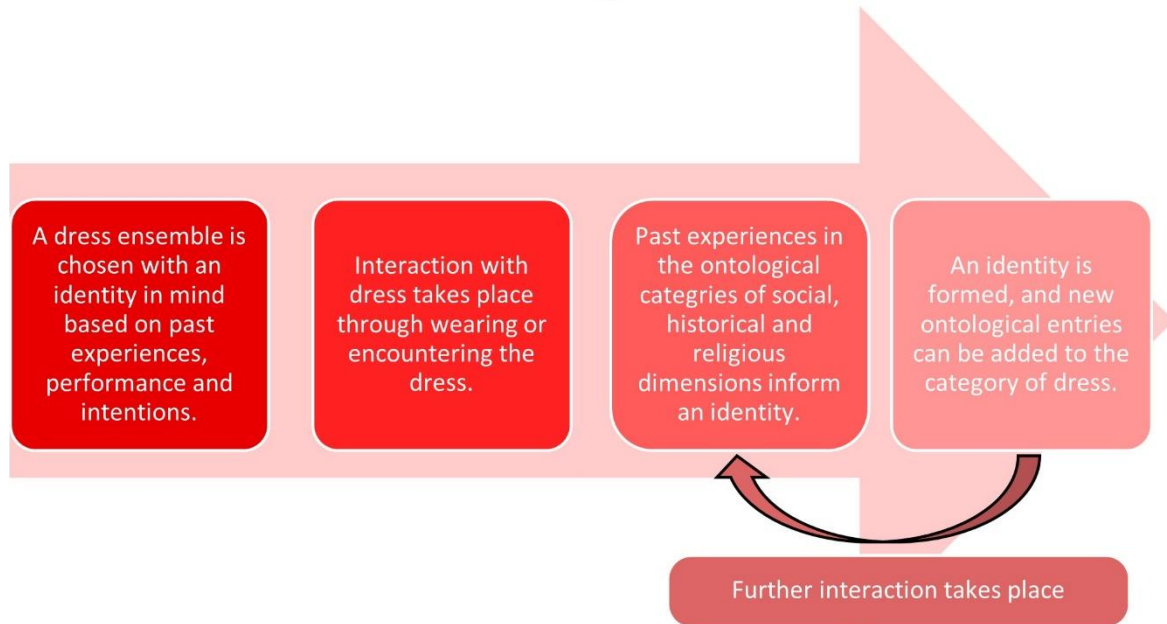 A dress ensemble is
chosen with an
identity in mind
based on past
experiences,
performance and
intentions.
Interaction with
dress takes place
through wearing or
encountering the
dress.
Past experiences in
the ontological
categries of social,
historical and
religious
dimensions inform
an identity.
An identity is
formed, and new
ontological entries
can be added to the
category of dress.
Further interaction takes place